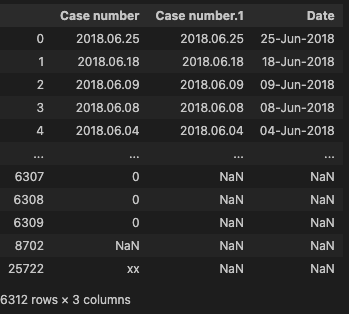 Case number Case number.1 Date
0 2018.06.25 2018.06.25 25-Jun-2018
1 2018.06.18 2018.06.18 18-Jun-2018
2 2018.06.09 2018.06.09 09-Jun-2018
3 2018.06.08 2018.06.08 08-Jun-2018
4 2018.06.04 2018.06.04 04-Jun-2018
... ... ... ...
6307 0 NaN NaN
6308 0 NaN NaN
6309 0 NaN NaN
8702 NaN NaN NaN
25722 xx NaN NaN
6312 rows × 3 columns